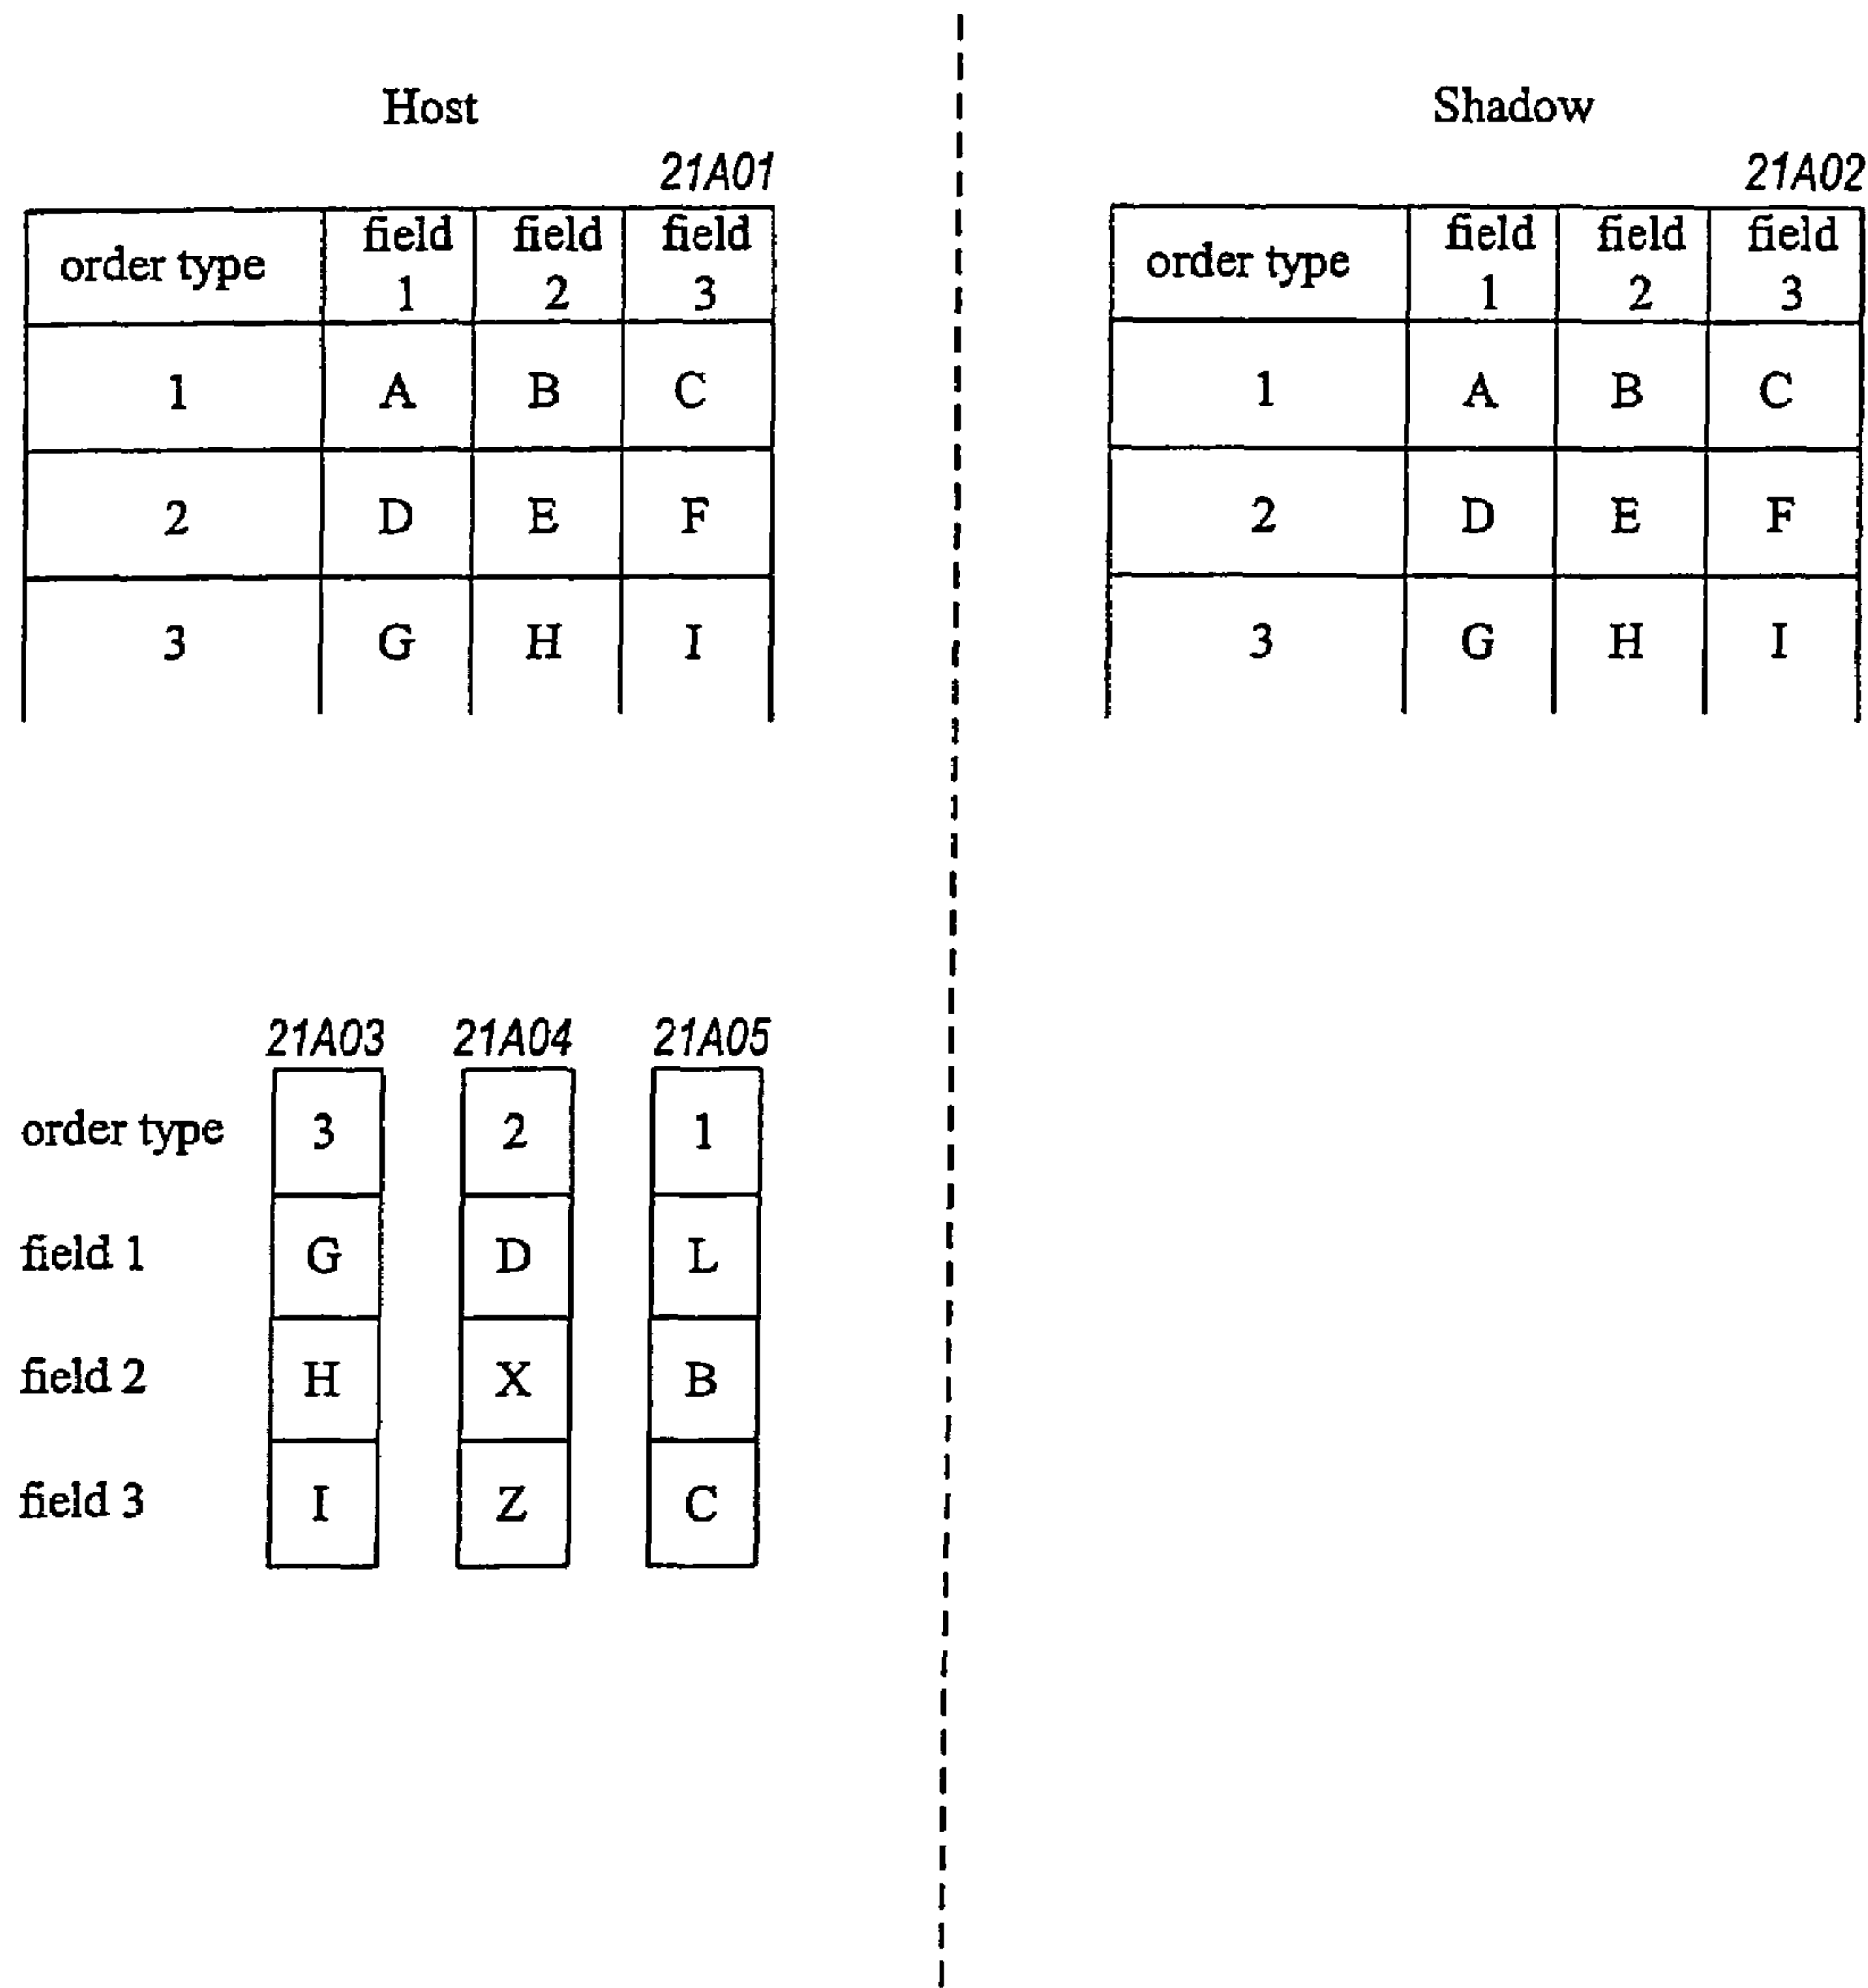 Host
21A01
order type field 1 field 2 field 3
1 A B C
2 D E F
3 G H I
Shadow
21A02
order type field 1 field 2 field 3
1 A B C
2 D E F
3 G H I
21A03 21A04 21A05
order type 3 2 1
field 1 G D L
field 2 H X B
field 3 I Z C